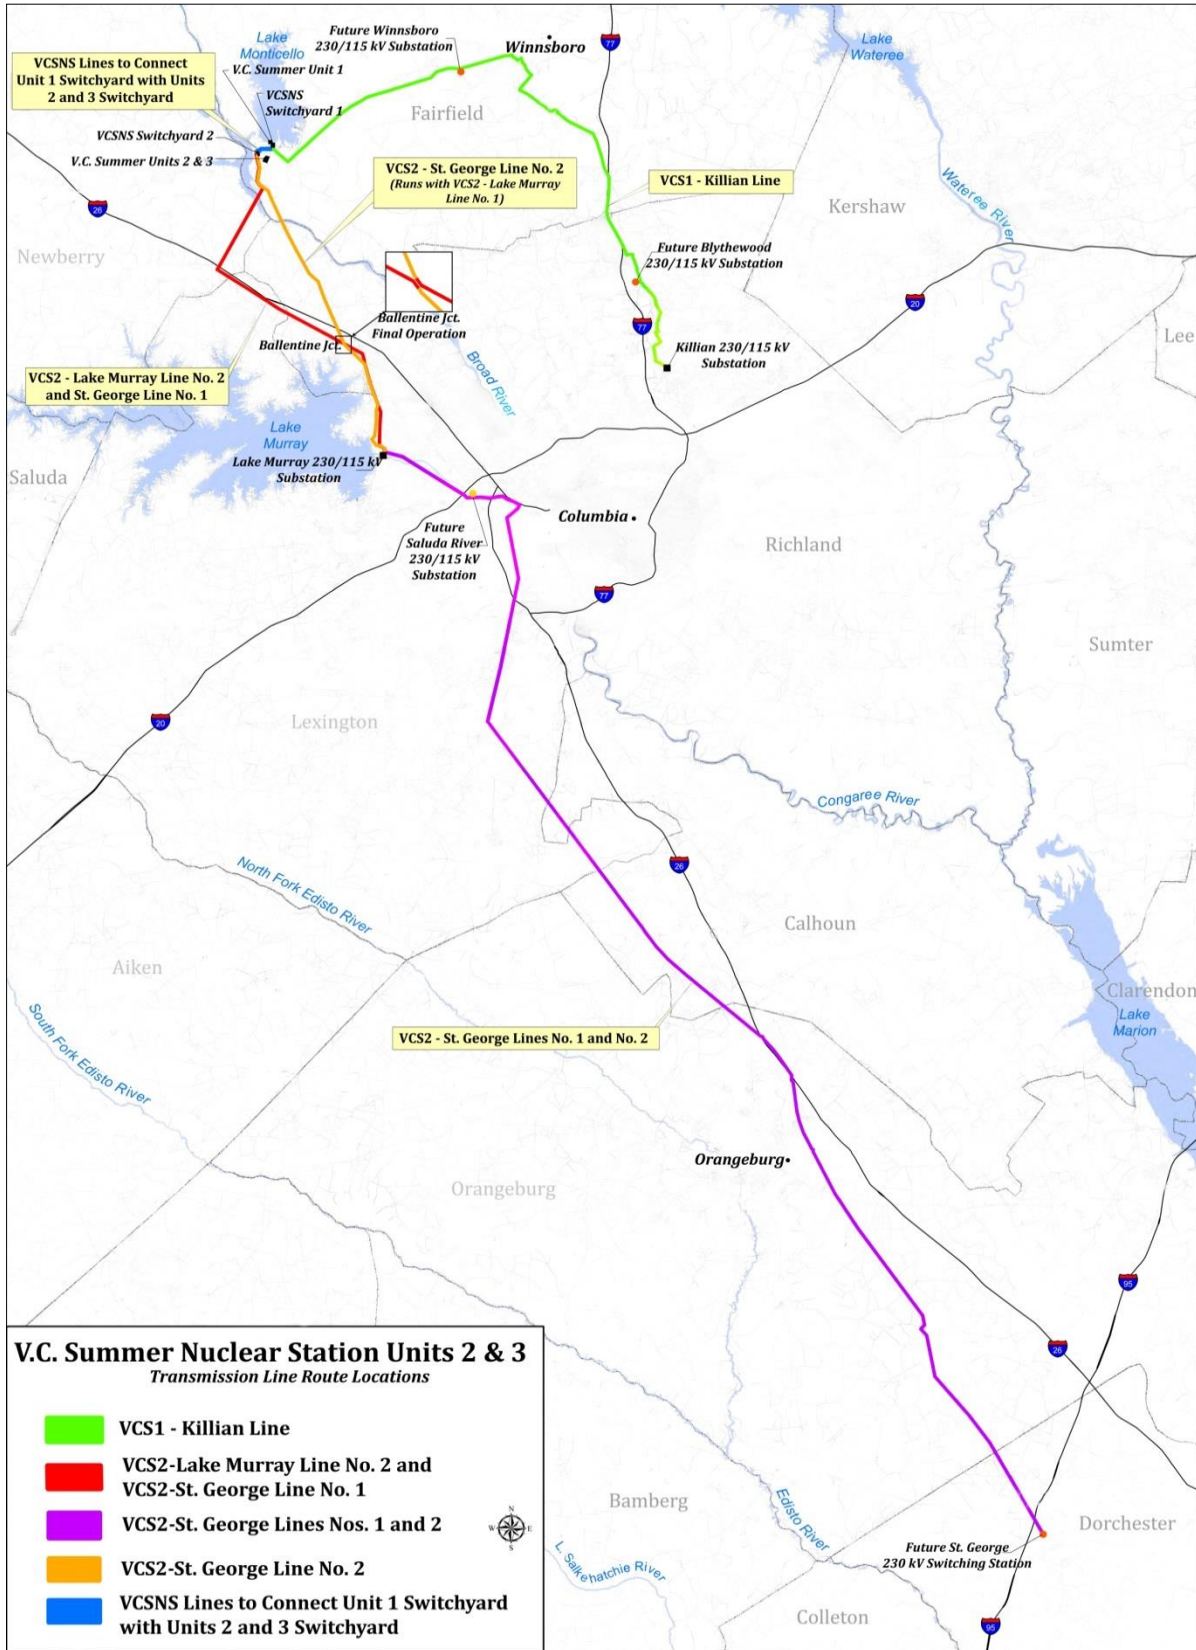 Lake
Monticello
Future Winnsboro
230/115 kV Substation
Winnsboro
77
Lake
Wateree
VCSNS Lines to Connect
Unit 1 Switchyard with Units
2 and 3 Switchyard
V.C. Summer Unit 1
VCSNS
Switchyard 1
Fairfield
VCSNS Switchyard 2
V.C. Summer Units 2 & 3
VCS2 - St. George Line No. 2
(Runs with VCS2 - Lake Murray
Line No. 1)
VCS1 - Killian Line
Kershaw
Wateree River
26
Newberry
Future Blythewood
230/115 kV Substation
20
Ballentine Jct.
Final Operation
77
Ballentine Jct.
Broad River
Killian 230/115 kV
Substation
Lee
VCS2 - Lake Murray Line No. 2
and St. George Line No. 1
Lake
Murray
Saluda
Lake Murray 230/115 kV
Substation
Columbia
Future
Saluda River
230/115 kV
Substation
Richland
77
Sumter
Lexington
20
Congaree River
26
North Fork Edisto River
Calhoun
Aiken
Clarendon
Lake
Marion
South Fork Edisto River
VCS2 - St. George Lines No. 1 and No. 2
Orangeburg
Orangeburg
95
26
Bamberg
Edisto River
Dorchester
Future St. George
230 kV Switching Station
L. Salkehatchie River
Colleton
95
V.C. Summer Nuclear Station Units 2 & 3
Transmission Line Route Locations
VCS1 - Killian Line
VCS2-Lake Murray Line No. 2 and
VCS2-St. George Line No. 1
VCS2-St. George Lines Nos. 1 and 2
VCS2-St. George Line No. 2
VCSNS Lines to Connect Unit 1 Switchyard
with Units 2 and 3 Switchyard
N
W E
S